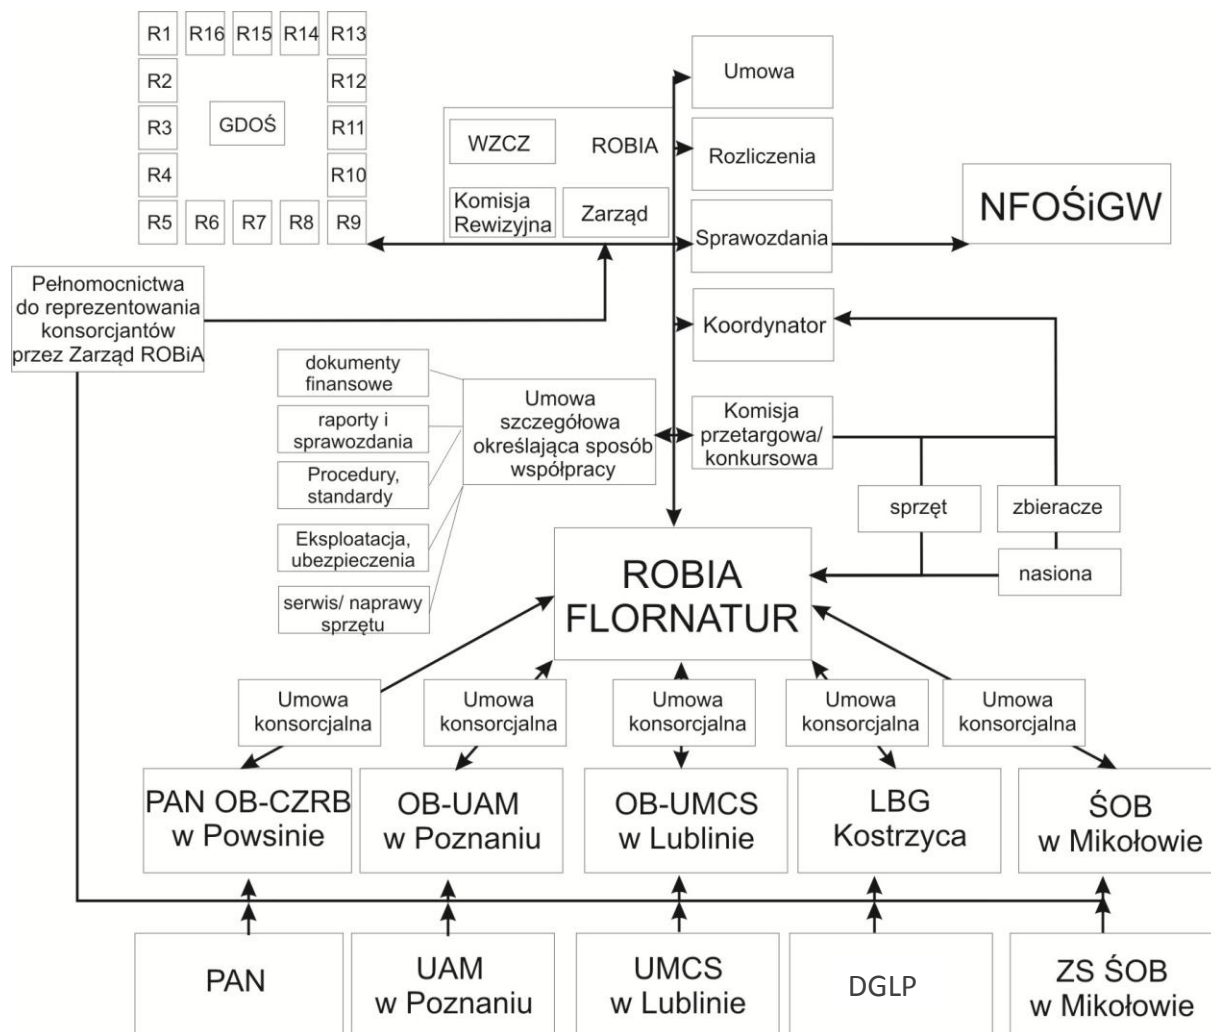 R1 R16 R15 R14 R13
R2 R12
R3 GDOŚ R11
R4 R10
R5 R6 R7 R8 R9
WZCZ ROBIA
Komisja
Rewizyjna
Zarząd
Umowa
Rozliczenia
Sprawozdania
NFOŚiGW
Koordynator
Pełnomocnictwa
do reprezentowania
konsorcjantów
przez Zarząd ROBiA
dokumenty
finansowe
raporty i
sprawozdania
Procedury,
standardy
Eksploatacja,
ubezpieczenia
serwis/ naprawy
sprzętu
Umowa
szczegółowa
określająca sposób
współpracy
Komisja
przetargowa/
konkursowa
sprzęt
zbieracze
nasiona
ROBIA
FLORNATUR
Umowa
konsorcjalna
Umowa
konsorcjalna
Umowa
konsorcjalna
Umowa
konsorcjalna
Umowa
konsorcjalna
PAN OB-CZRB
w Powsinie
OB-UAM
w Poznaniu
OB-UMCS
w Lublinie
LBG
Kostrzyca
ŚOB
w Mikołowie
PAN
UAM
w Poznaniu
UMCS
w Lublinie
DGLP
ZS ŚOB
w Mikołowie